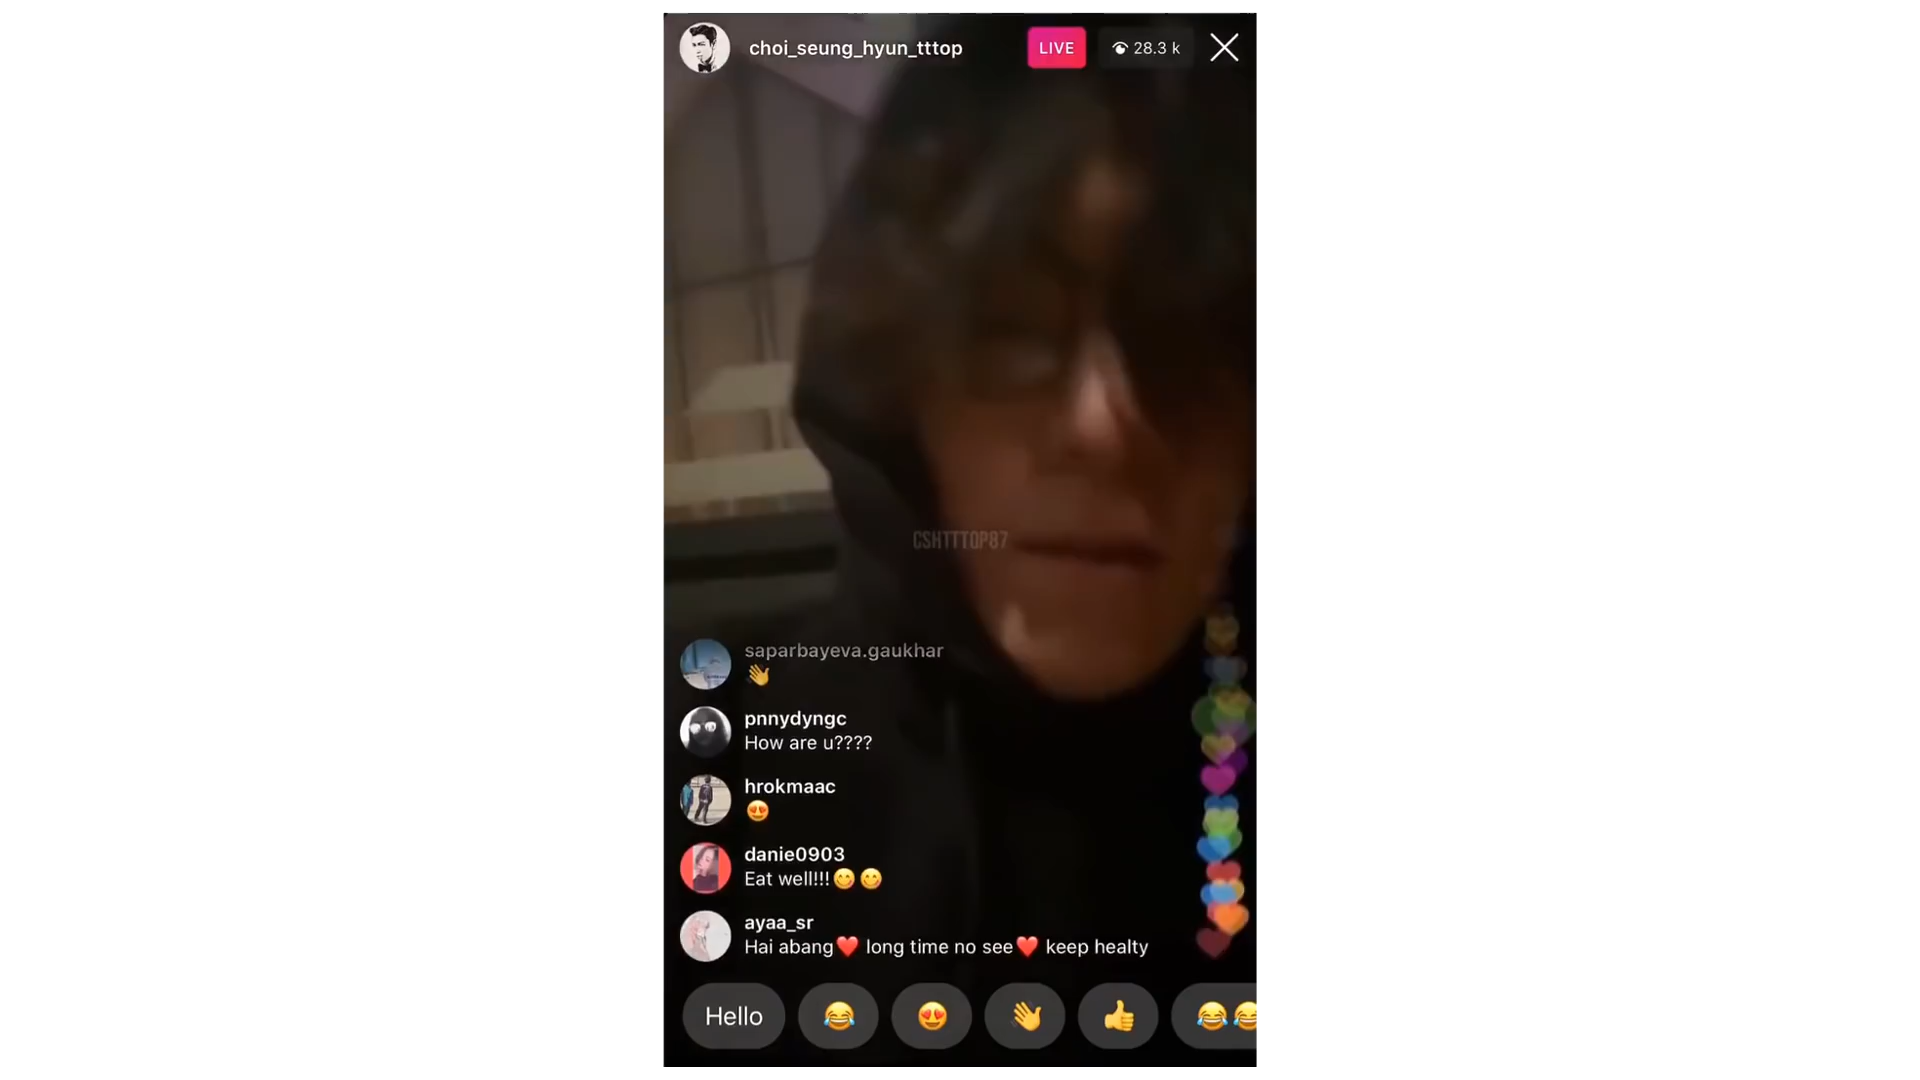 choi_seung_hyun_tttop
LIVE
28.3 k
CSHTTTOP87
saparbayeva.gaukhar
👋
pnnydyngc
How are u????
hrokmaac
😍
danie0903
Eat well!!!😋😋
ayaa_sr
Hai abang❤️ long time no see❤️ keep healty
Hello
😂
😍
👋
👍
😂😂